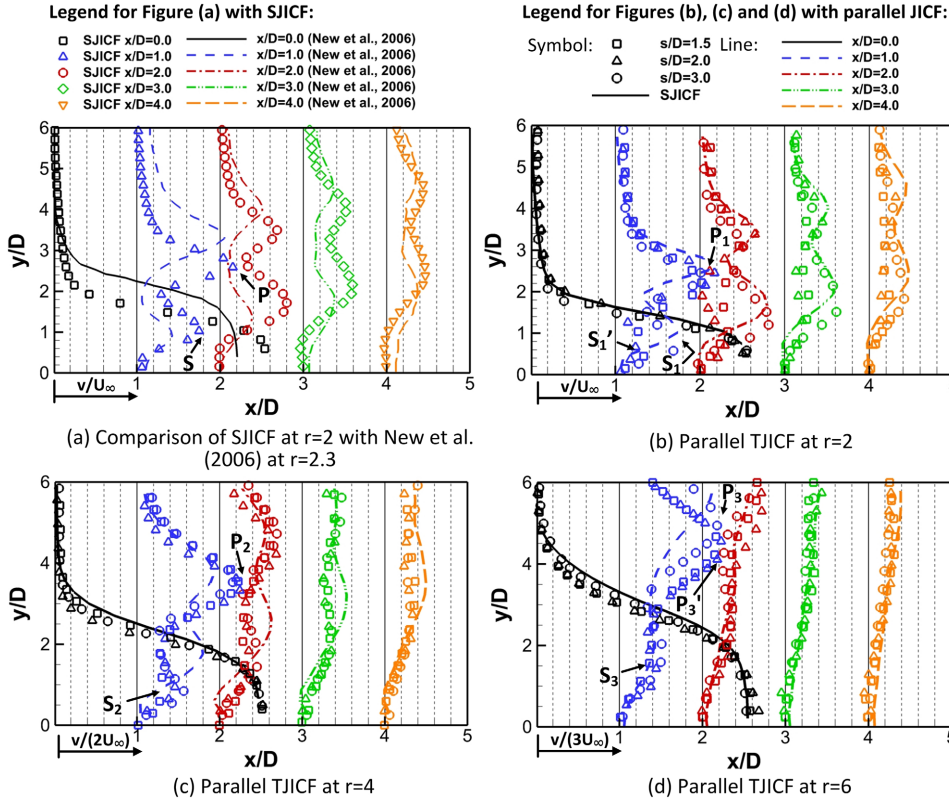 Legend for Figure (a) with SJICF:
SJICF x/D=0.0 x/D=0.0 (New et al., 2006)
SJICF x/D=1.0 x/D=1.0 (New et al., 2006)
SJICF x/D=2.0 x/D=2.0 (New et al., 2006)
SJICF x/D=3.0 x/D=3.0 (New et al., 2006)
SJICF x/D=4.0 x/D=4.0 (New et al., 2006)
Legend for Figures (b), (c) and (d) with parallel JICF:
Symbol: s/D=1.5 Line: x/D=0.0
s/D=2.0 x/D=1.0
s/D=3.0 x/D=2.0
SJICF x/D=3.0
x/D=4.0
6
5
4
3
2
1
0
y/D
P
S
v/U∞
1 2 3 4 5
x/D
(a) Comparison of SJICF at r=2 with New et al.
(2006) at r=2.3
6
5
4
3
2
1
0
y/D
P₁
S₁'
S₁
v/U∞
1 2 3 4 5
x/D
(b) Parallel TJICF at r=2
6
4
2
0
y/D
P₂
S₂
v/(2U∞)
1 2 3 4 5
x/D
(c) Parallel TJICF at r=4
6
4
2
0
y/D
P₃
P₃'
S₃
v/(3U∞)
1 2 3 4 5
x/D
(d) Parallel TJICF at r=6